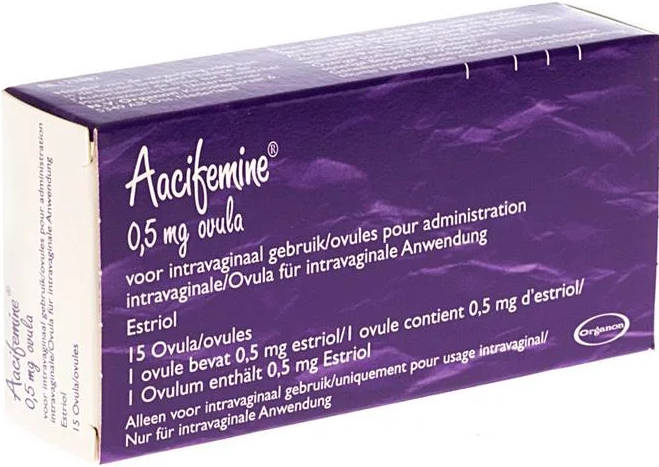 Aacifemine®
0,5 mg ovula
voor intravaginaal gebruik/ovules pour administration
intravaginale/Ovula für intravaginale Anwendung
Estriol
15 Ovula/ovules
1 ovule bevat 0,5 mg estriol/1 ovule contient 0,5 mg d'estriol/
1 Ovulum enthält 0,5 mg Estriol
Alleen voor intravaginaal gebruik/uniquement pour usage intravaginal/
Nur für intravaginale Anwendung
Organon
Aacifemine®
0,5 mg ovula
voor intravaginaal gebruik/ovules pour administration
intravaginale/Ovula für intravaginale Anwendung
Estriol
15 Ovula/ovules